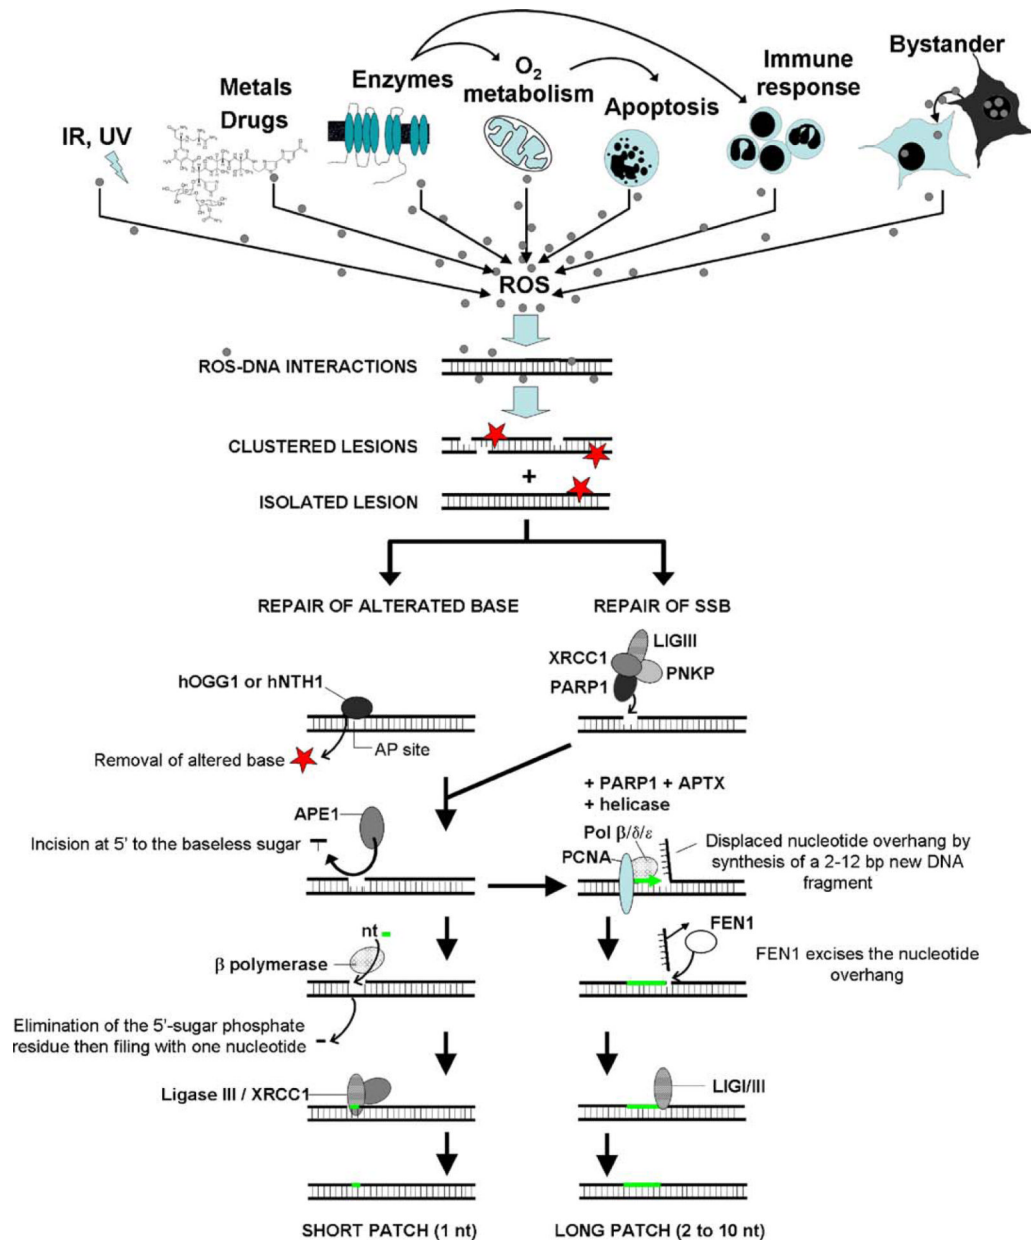 Bystander
O2
metabolism
Immune
response
Enzymes
Metals
Drugs
Apoptosis
IR, UV
ROS
ROS-DNA INTERACTIONS
CLUSTERED LESIONS
+
ISOLATED LESION
REPAIR OF ALTERATED BASE
REPAIR OF SSB
LIGIII
XRCC1
PNKP
PARP1
hOGG1 or hNTH1
AP site
Removal of altered base
+ PARP1 + APTX
+ helicase
APE1
Incision at 5' to the baseless sugar
Pol β/δ/ε
PCNA
Displaced nucleotide overhang by
synthesis of a 2-12 bp new DNA
fragment
nt
β polymerase
FEN1
FEN1 excises the nucleotide
overhang
Elimination of the 5'-sugar phosphate
residue then filing with one nucleotide
Ligase III / XRCC1
LIGI/III
SHORT PATCH (1 nt)
LONG PATCH (2 to 10 nt)